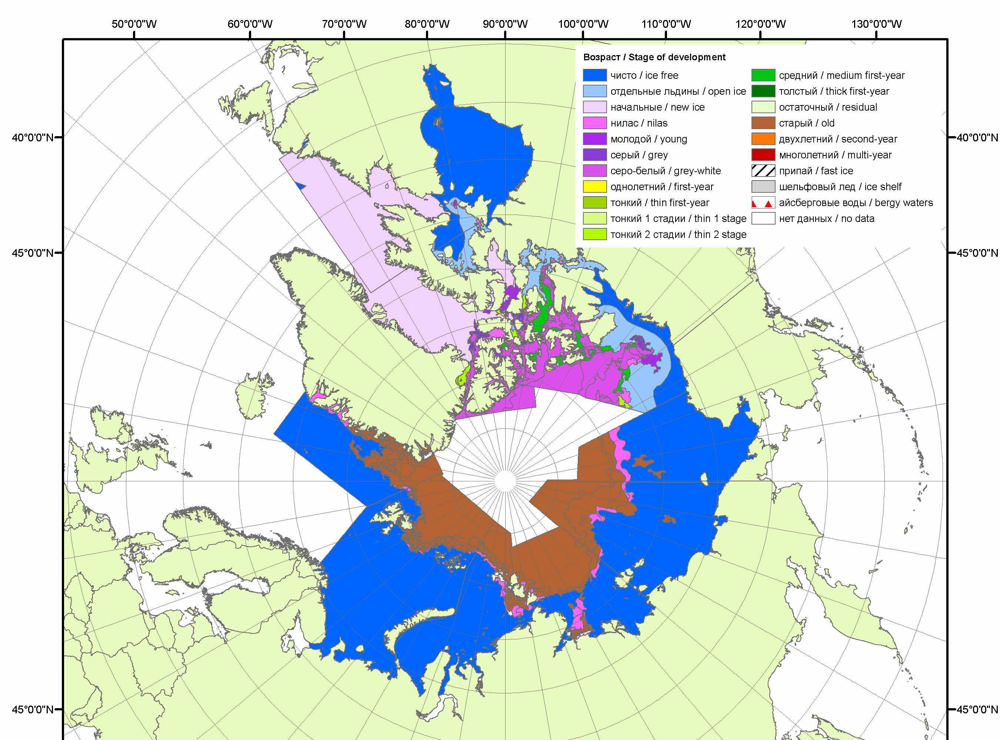 50°0'0"W 60°0'0"W 70°0'0"W 80°0'0"W 90°0'0"W 100°0'0"W 110°0'0"W 120°0'0"W 130°0'0"W
Возраст / Stage of development
чисто / ice free
отдельные льдины / open ice
начальные / new ice
нилас / nilas
молодой / young
серый / grey
серо-белый / grey-white
однолетний / first-year
тонкий / thin first-year
тонкий 1 стадии / thin 1 stage
тонкий 2 стадии / thin 2 stage
средний / medium first-year
толстый / thick first-year
остаточный / residual
старый / old
двухлетний / second-year
многолетний / multi-year
припай / fast ice
шельфовый лед / ice shelf
айсберговые воды / bergy waters
нет данных / no data
40°0'0"N 40°0'0"N
45°0'0"N 45°0'0"N
45°0'0"N 45°0'0"N